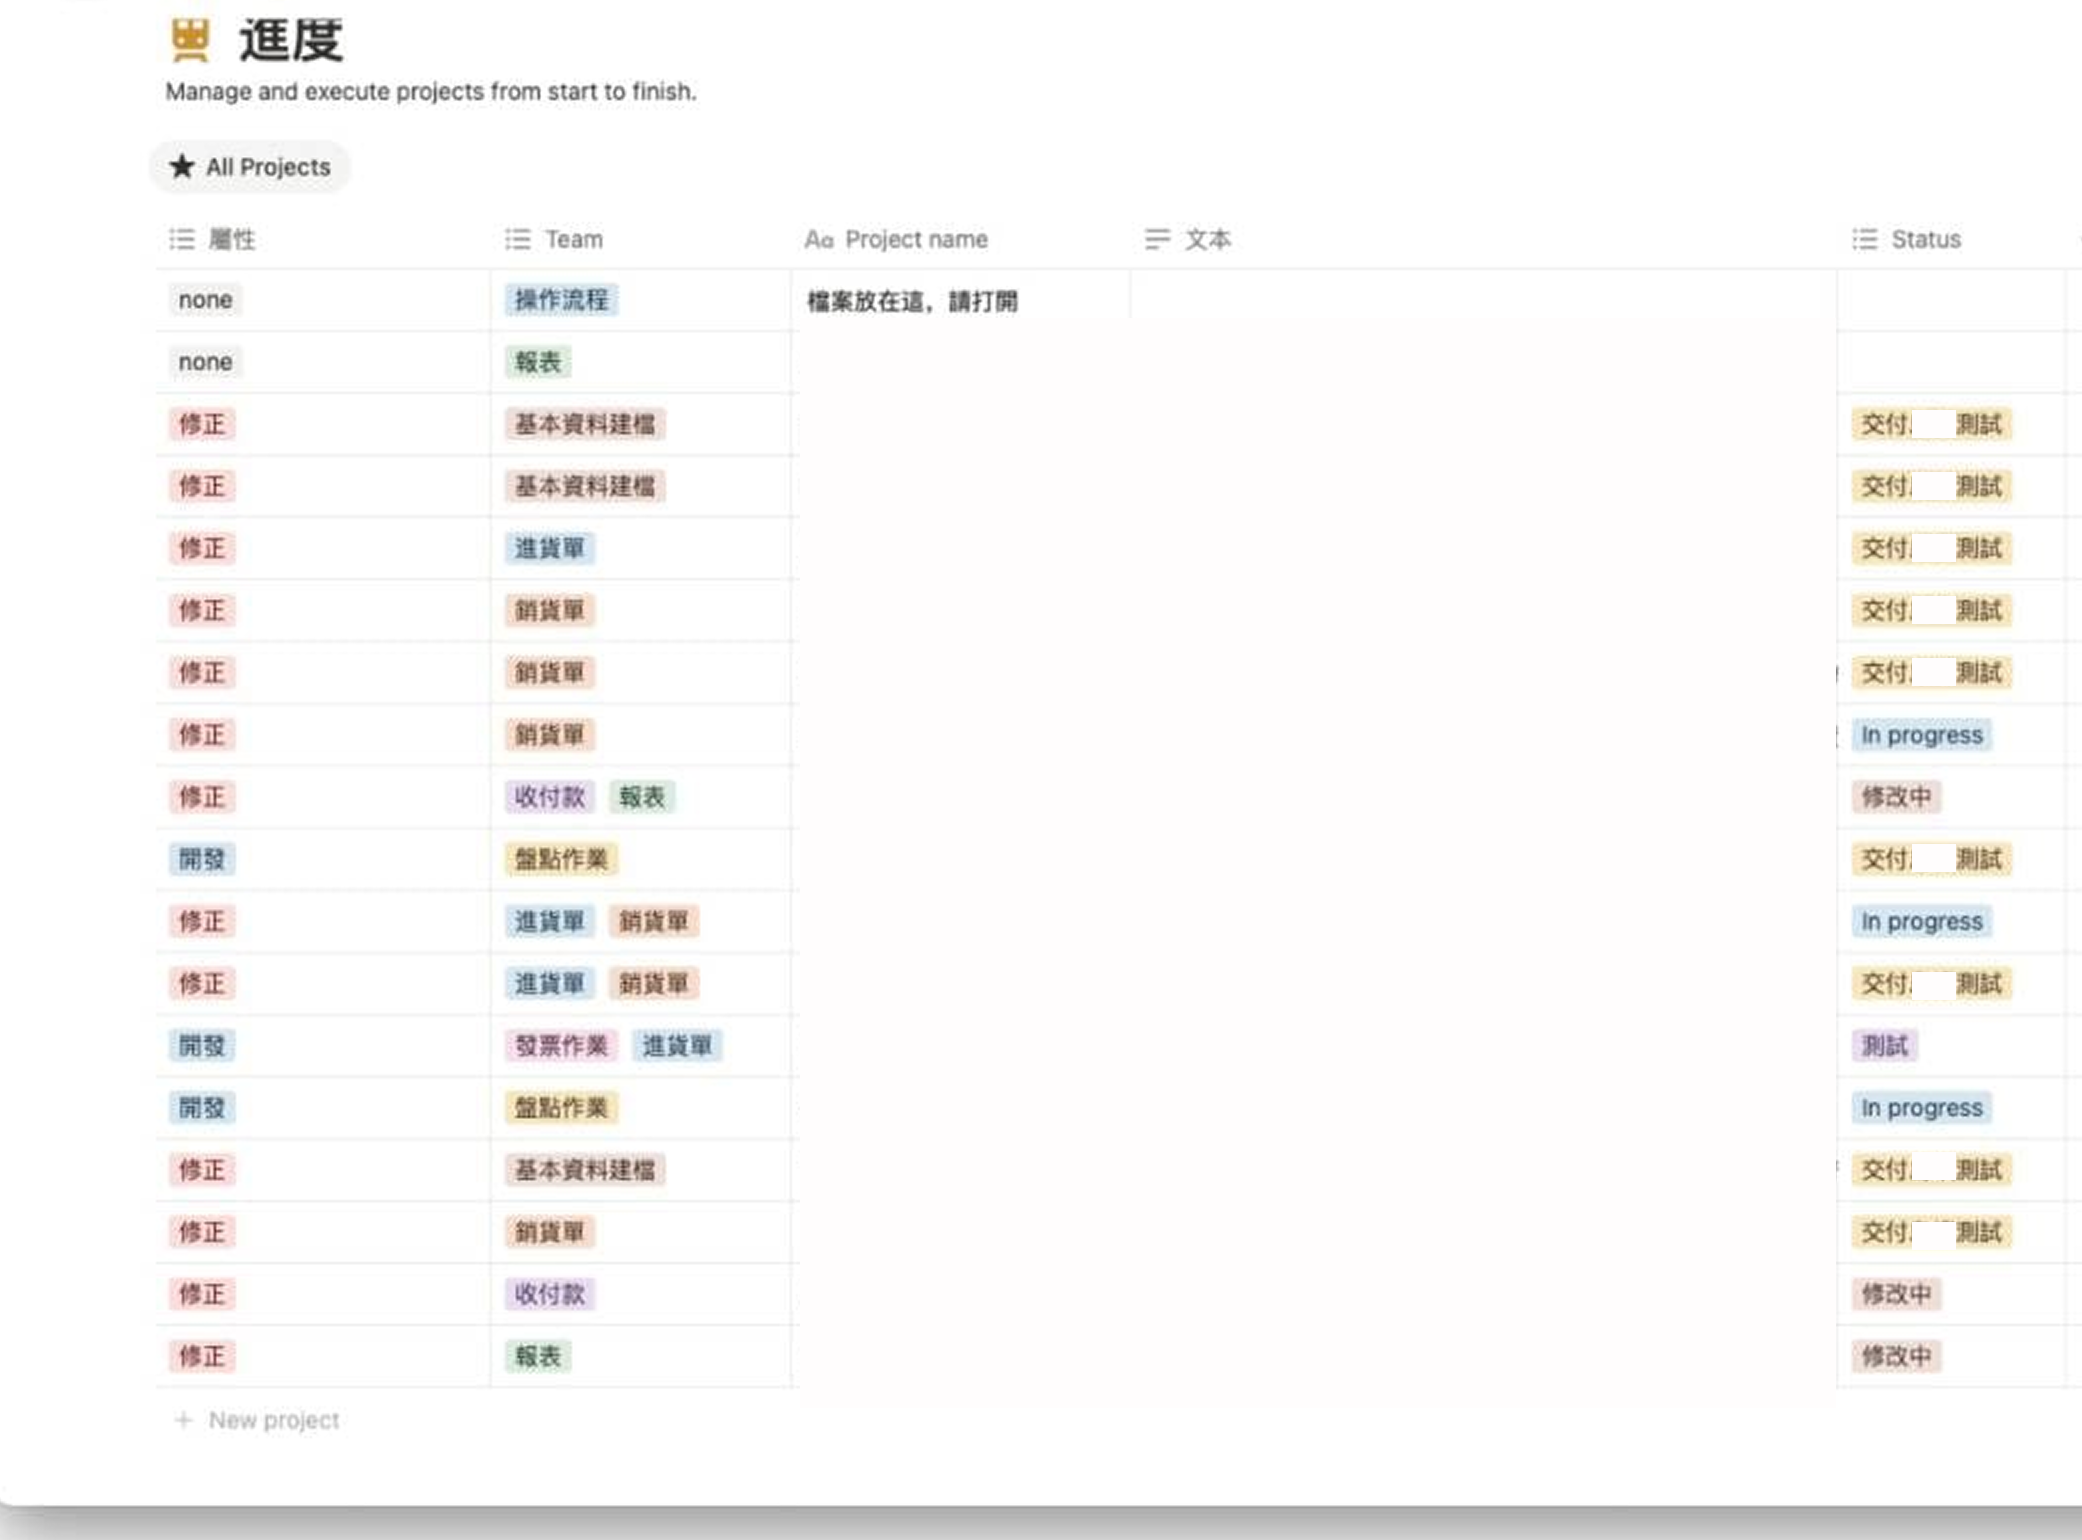 進度
Manage and execute projects from start to finish.
★ All Projects
屬性 Team Aa Project name 文本 Status
none 操作流程 檔案放在這，請打開
none 報表
修正 基本資料建檔 交付 測試
修正 基本資料建檔 交付 測試
修正 進貨單 交付 測試
修正 銷貨單 交付 測試
修正 銷貨單 交付 測試
修正 銷貨單 In progress
修正 收付款 報表 修改中
開發 盤點作業 交付 測試
修正 進貨單 銷貨單 In progress
修正 進貨單 銷貨單 交付 測試
開發 發票作業 進貨單 測試
開發 盤點作業 In progress
修正 基本資料建檔 交付 測試
修正 銷貨單 交付 測試
修正 收付款 修改中
修正 報表 修改中
+ New project